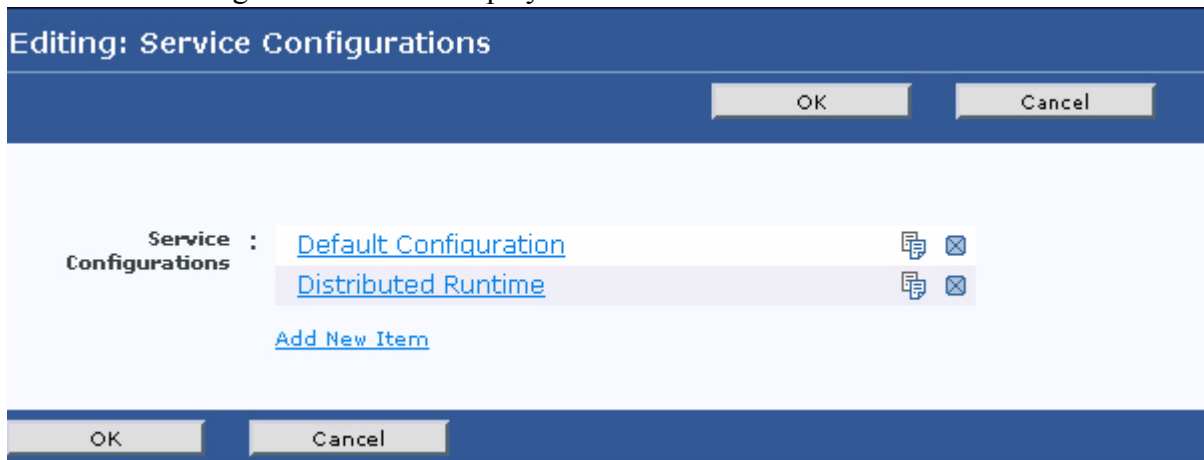 Editing: Service Configurations
OK Cancel
Service Configurations : Default Configuration
Distributed Runtime
Add New Item
OK Cancel